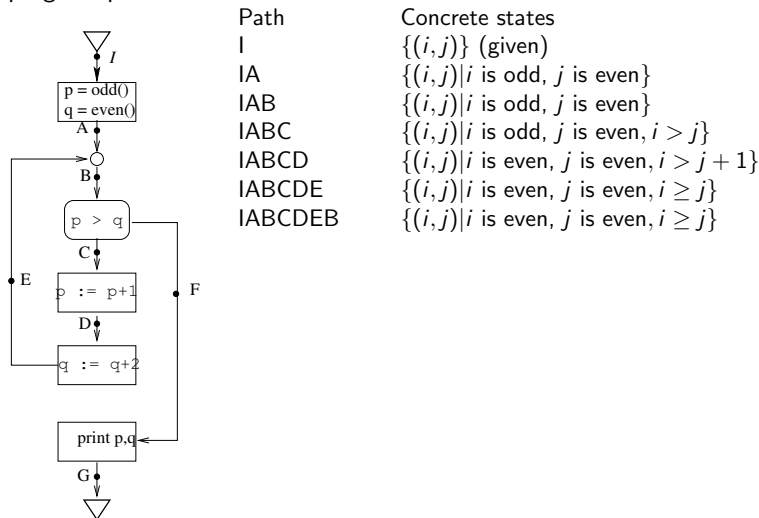 Path Concrete states
I {(i,j)} (given)
IA {(i,j)|i is odd, j is even}
IAB {(i,j)|i is odd, j is even}
IABC {(i,j)|i is odd, j is even, i > j}
IABCD {(i,j)|i is even, j is even, i > j + 1}
IABCDE {(i,j)|i is even, j is even, i ≥ j}
IABCDEB {(i,j)|i is even, j is even, i ≥ j}
I
p = odd()
q = even()
A
B
p > q
C
E
F
p := p+1
D
q := q+2
print p,q
G